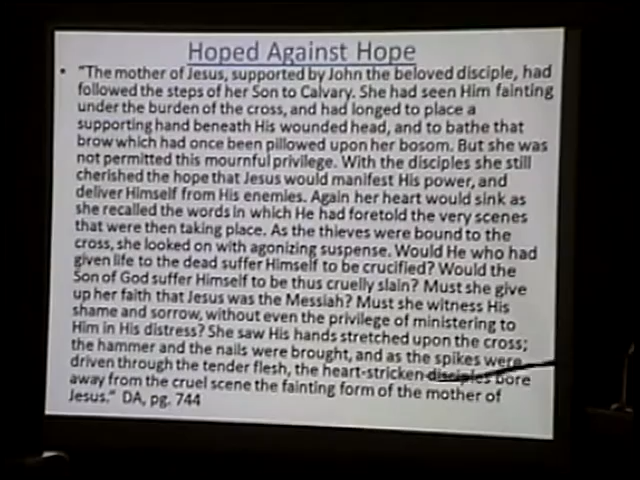 Hoped Against Hope
• "The mother of Jesus, supported by John the beloved disciple, had
followed the steps of her Son to Calvary. She had seen Him fainting
under the burden of the cross, and had longed to place a
supporting hand beneath His wounded head, and to bathe that
brow which had once been pillowed upon her bosom. But she was
not permitted this mournful privilege. With the disciples she still
cherished the hope that Jesus would manifest His power, and
deliver Himself from His enemies. Again her heart would sink as
she recalled the words in which He had foretold the very scenes
that were then taking place. As the thieves were bound to the
cross, she looked on with agonizing suspense. Would He who had
given life to the dead suffer Himself to be crucified? Would the
Son of God suffer Himself to be thus cruelly slain? Must she give
up her faith that Jesus was the Messiah? Must she witness His
shame and sorrow, without even the privilege of ministering to
Him in His distress? She saw His hands stretched upon the cross;
the hammer and the nails were brought, and as the spikes were
driven through the tender flesh, the heart-stricken disciples bore
away from the cruel scene the fainting form of the mother of
Jesus." DA, pg. 744